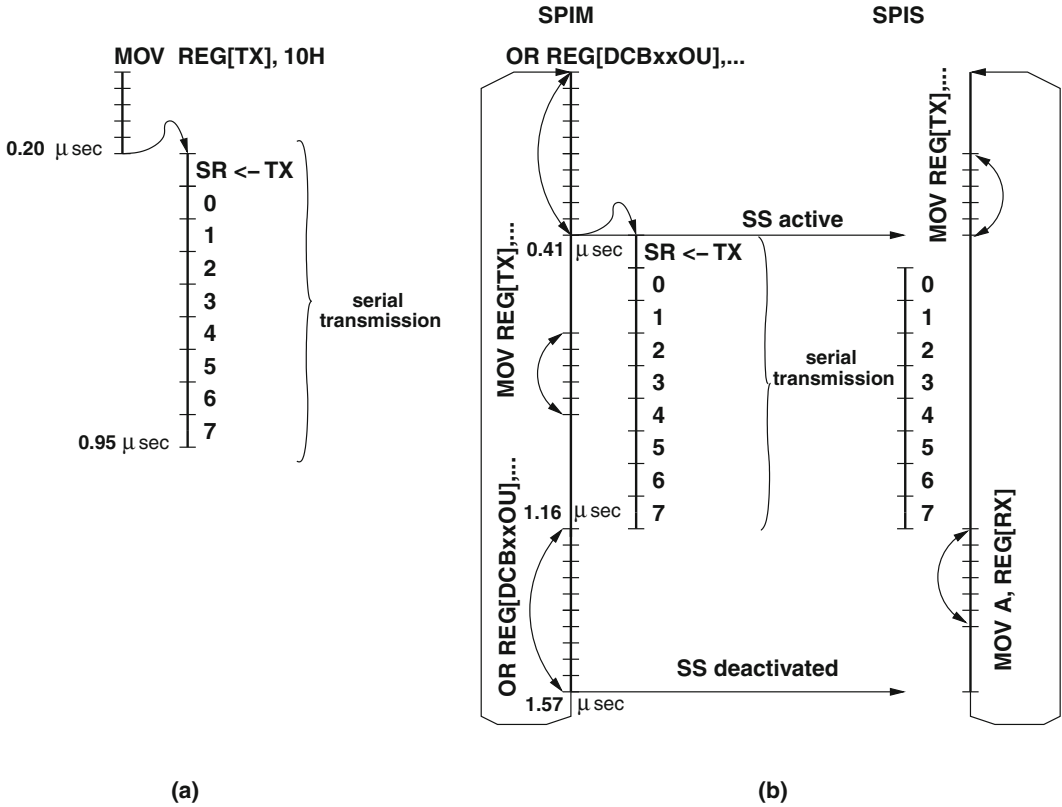 SPIM
SPIS
MOV REG[TX], 10H
0.20 μ sec
SR <– TX
0
1
2
3
4
5
6
7
0.95 μ sec
serial
transmission
(a)
OR REG[DCBxxOU],...
MOV REG[TX],...
SS active
0.41 μ sec
SR <– TX
MOV REG[TX],...
0
1
2
3
4
5
6
7
serial
transmission
0
1
2
3
4
5
6
7
1.16 μ sec
OR REG[DCBxxOU],...
MOV A, REG[RX]
SS deactivated
1.57 μ sec
(b)